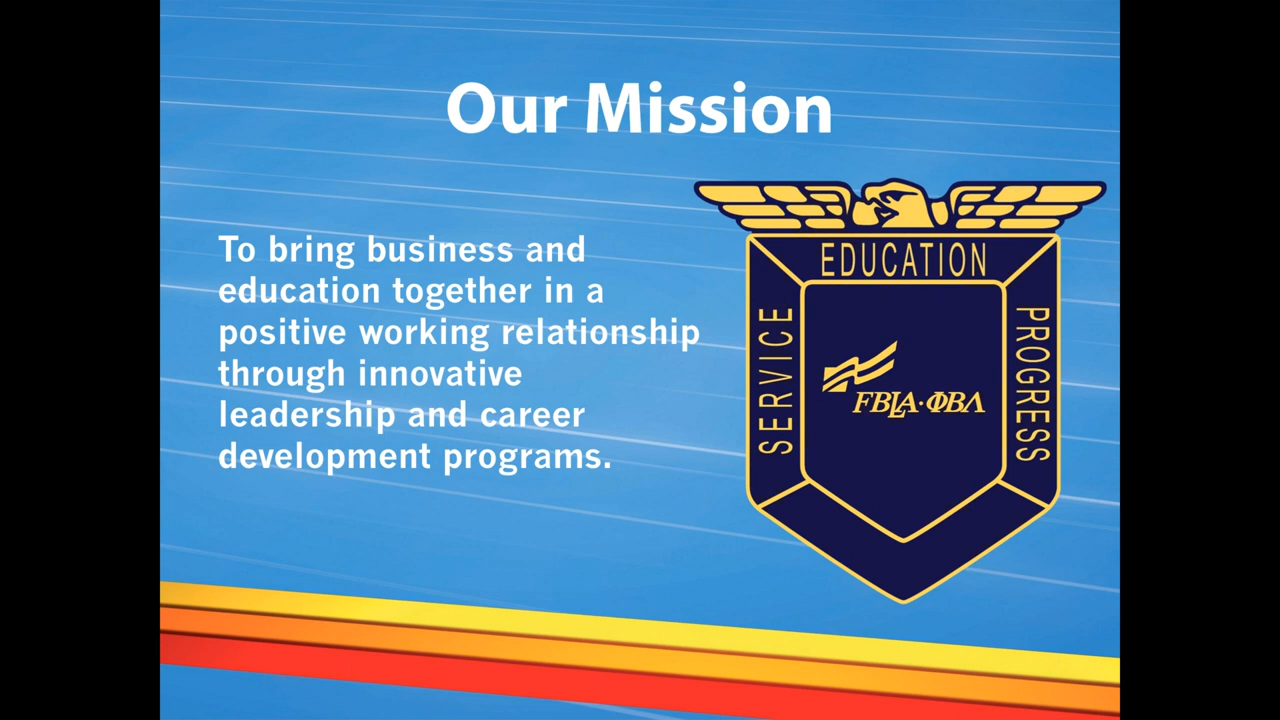 Our Mission
To bring business and
education together in a
positive working relationship
through innovative
leadership and career
development programs.
EDUCATION
SERVICE
PROGRESS
FBLA·ΦΒΛ